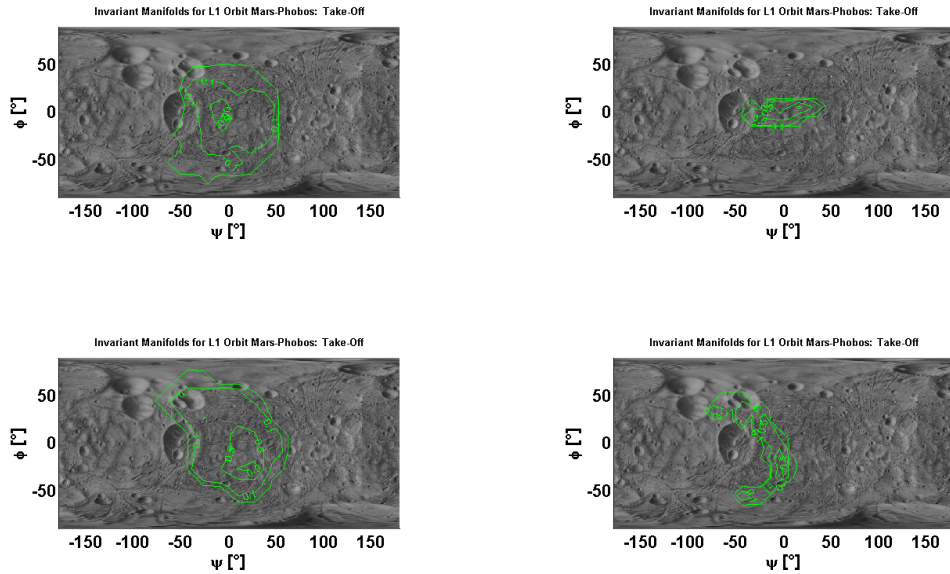 Invariant Manifolds for L1 Orbit Mars-Phobos: Take-Off
50
0
-50
ϕ [°]
-150 -100 -50 0 50 100 150
ψ [°]
Invariant Manifolds for L1 Orbit Mars-Phobos: Take-Off
50
0
-50
ϕ [°]
-150 -100 -50 0 50 100 150
ψ [°]
Invariant Manifolds for L1 Orbit Mars-Phobos: Take-Off
50
0
-50
ϕ [°]
-150 -100 -50 0 50 100 150
ψ [°]
Invariant Manifolds for L1 Orbit Mars-Phobos: Take-Off
50
0
-50
ϕ [°]
-150 -100 -50 0 50 100 150
ψ [°]